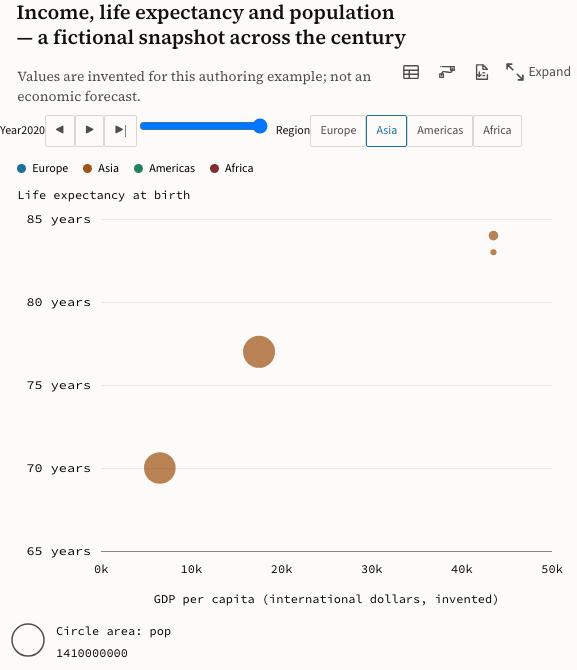 Income, life expectancy and population
— a fictional snapshot across the century
Values are invented for this authoring example; not an
economic forecast.
Expand
Year2020
Region Europe Asia Americas Africa
Europe Asia Americas Africa
Life expectancy at birth
85 years
80 years
75 years
70 years
65 years
0k 10k 20k 30k 40k 50k
GDP per capita (international dollars, invented)
Circle area: pop
1410000000